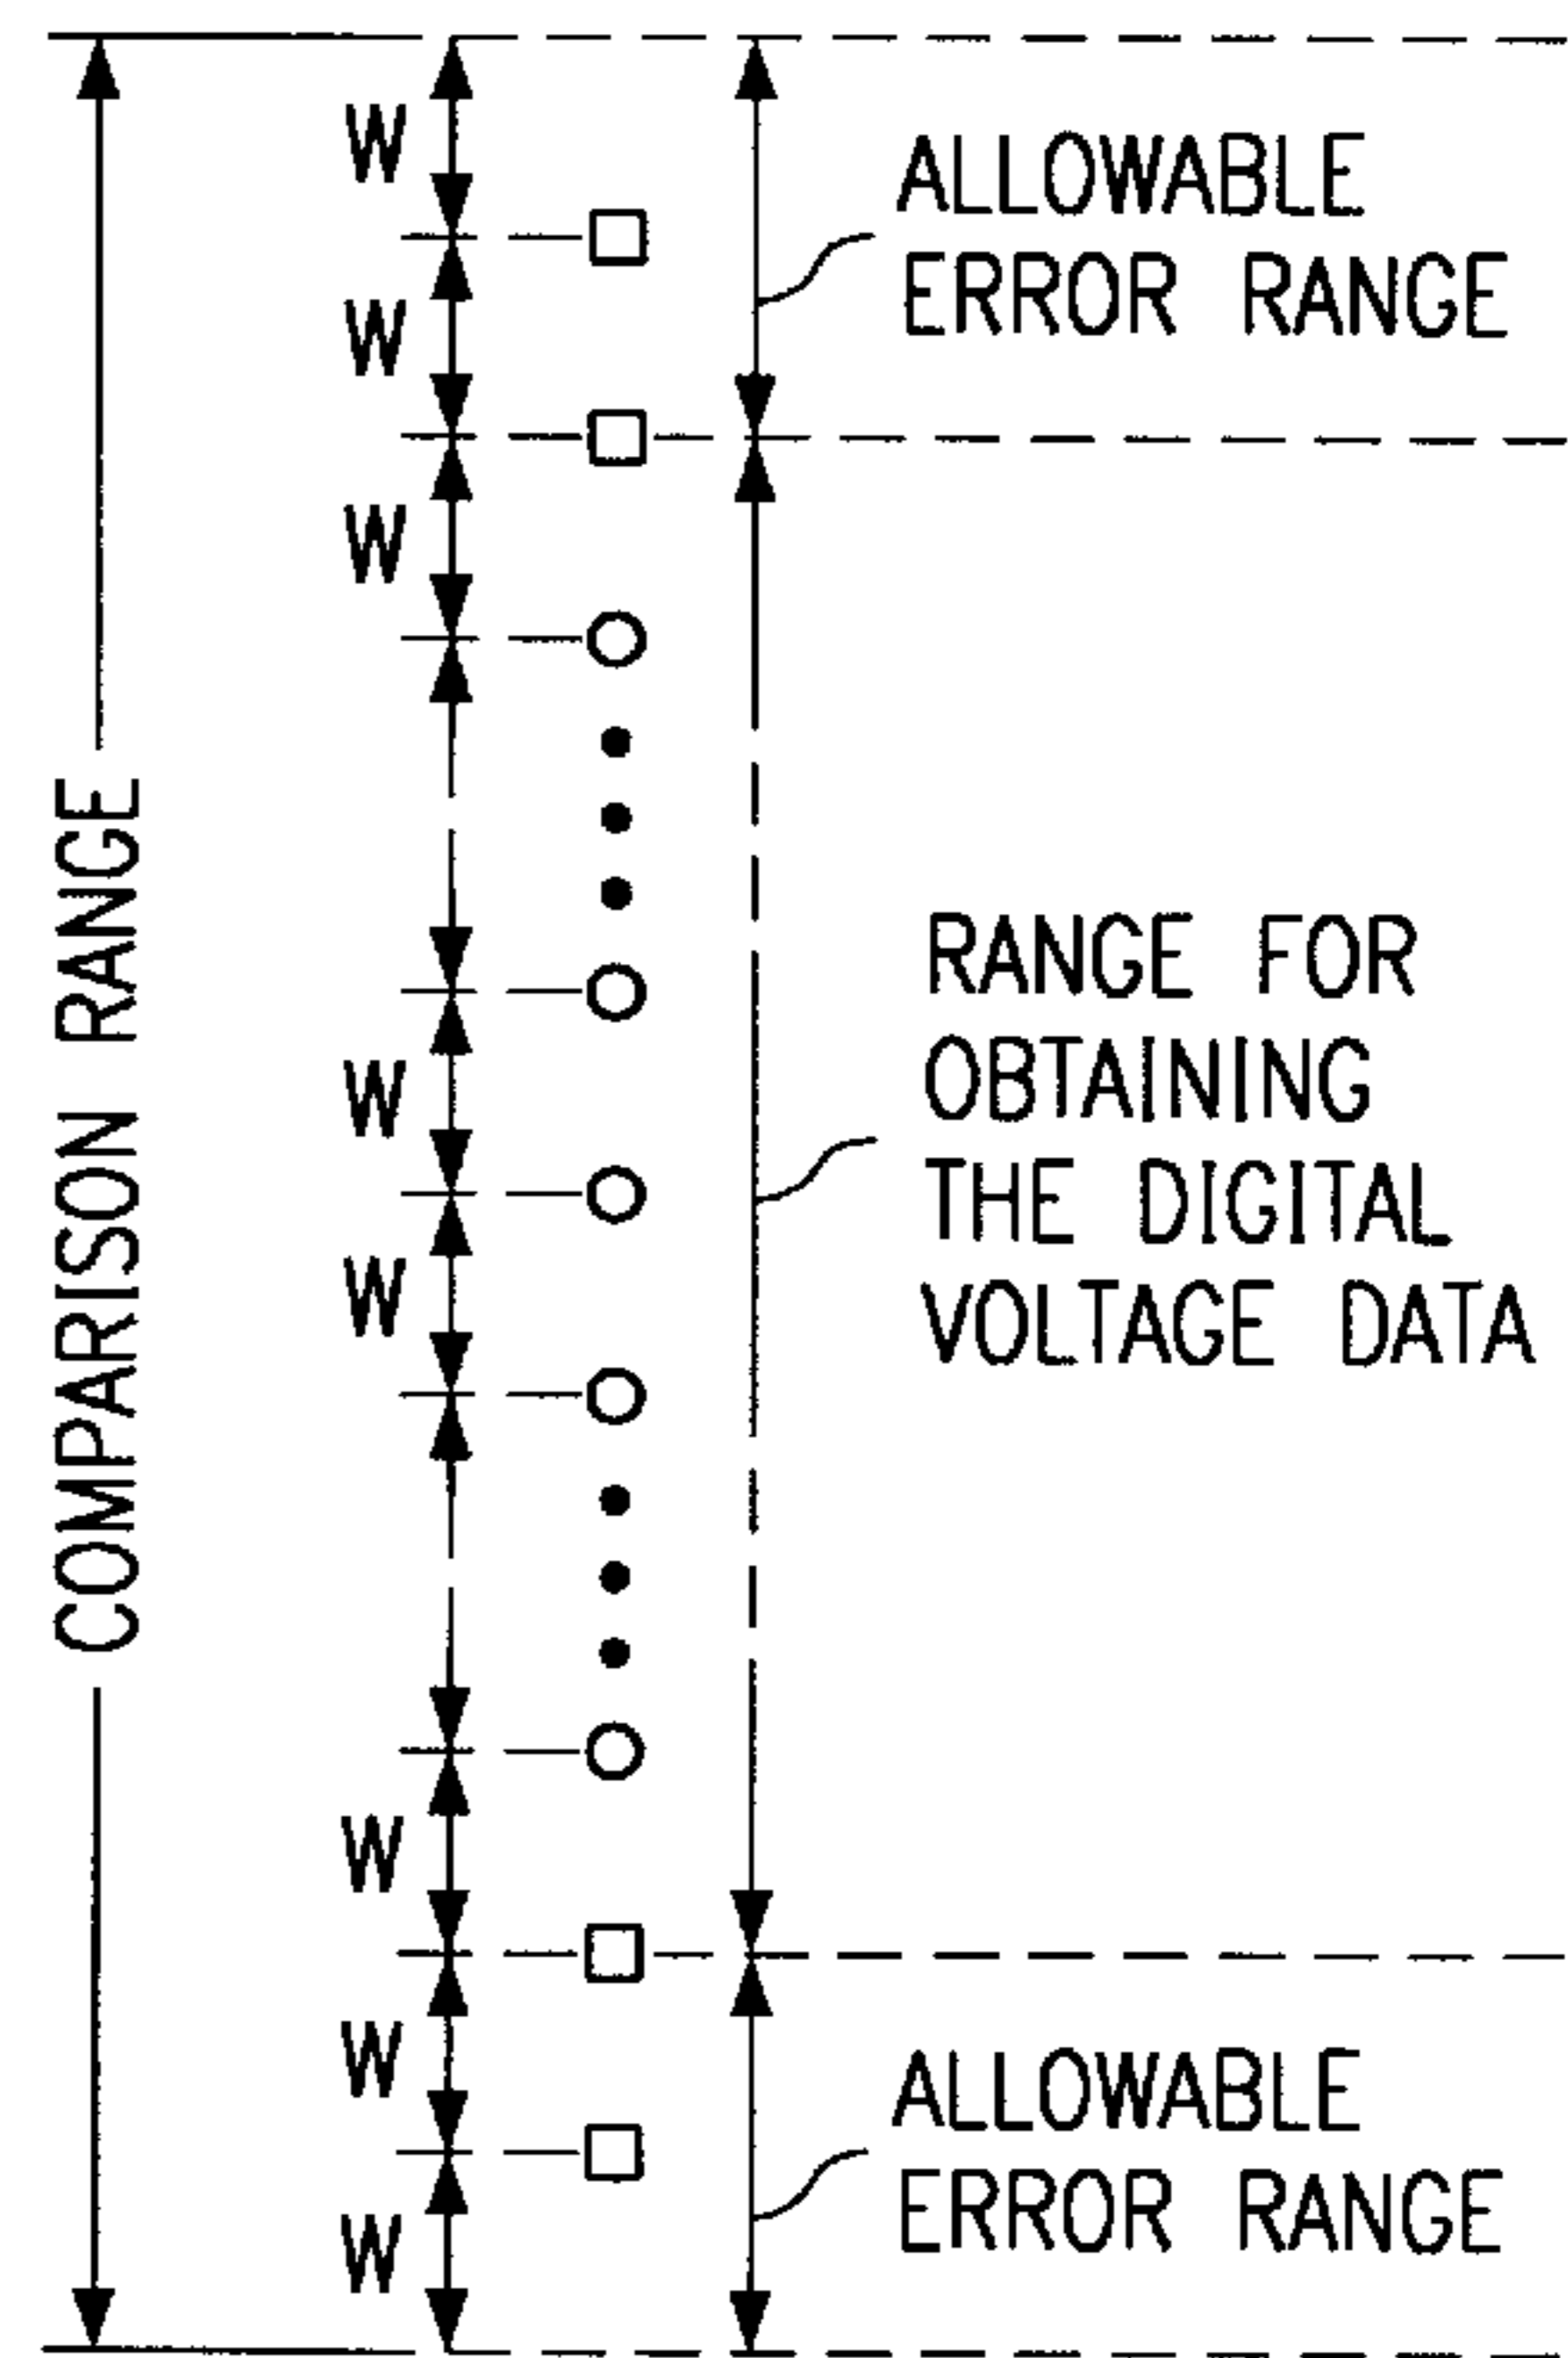 COMPARISON RANGE
W
W
W
W
W
W
W
W
ALLOWABLE
ERROR RANGE
RANGE FOR
OBTAINING
THE DIGITAL
VOLTAGE DATA
ALLOWABLE
ERROR RANGE